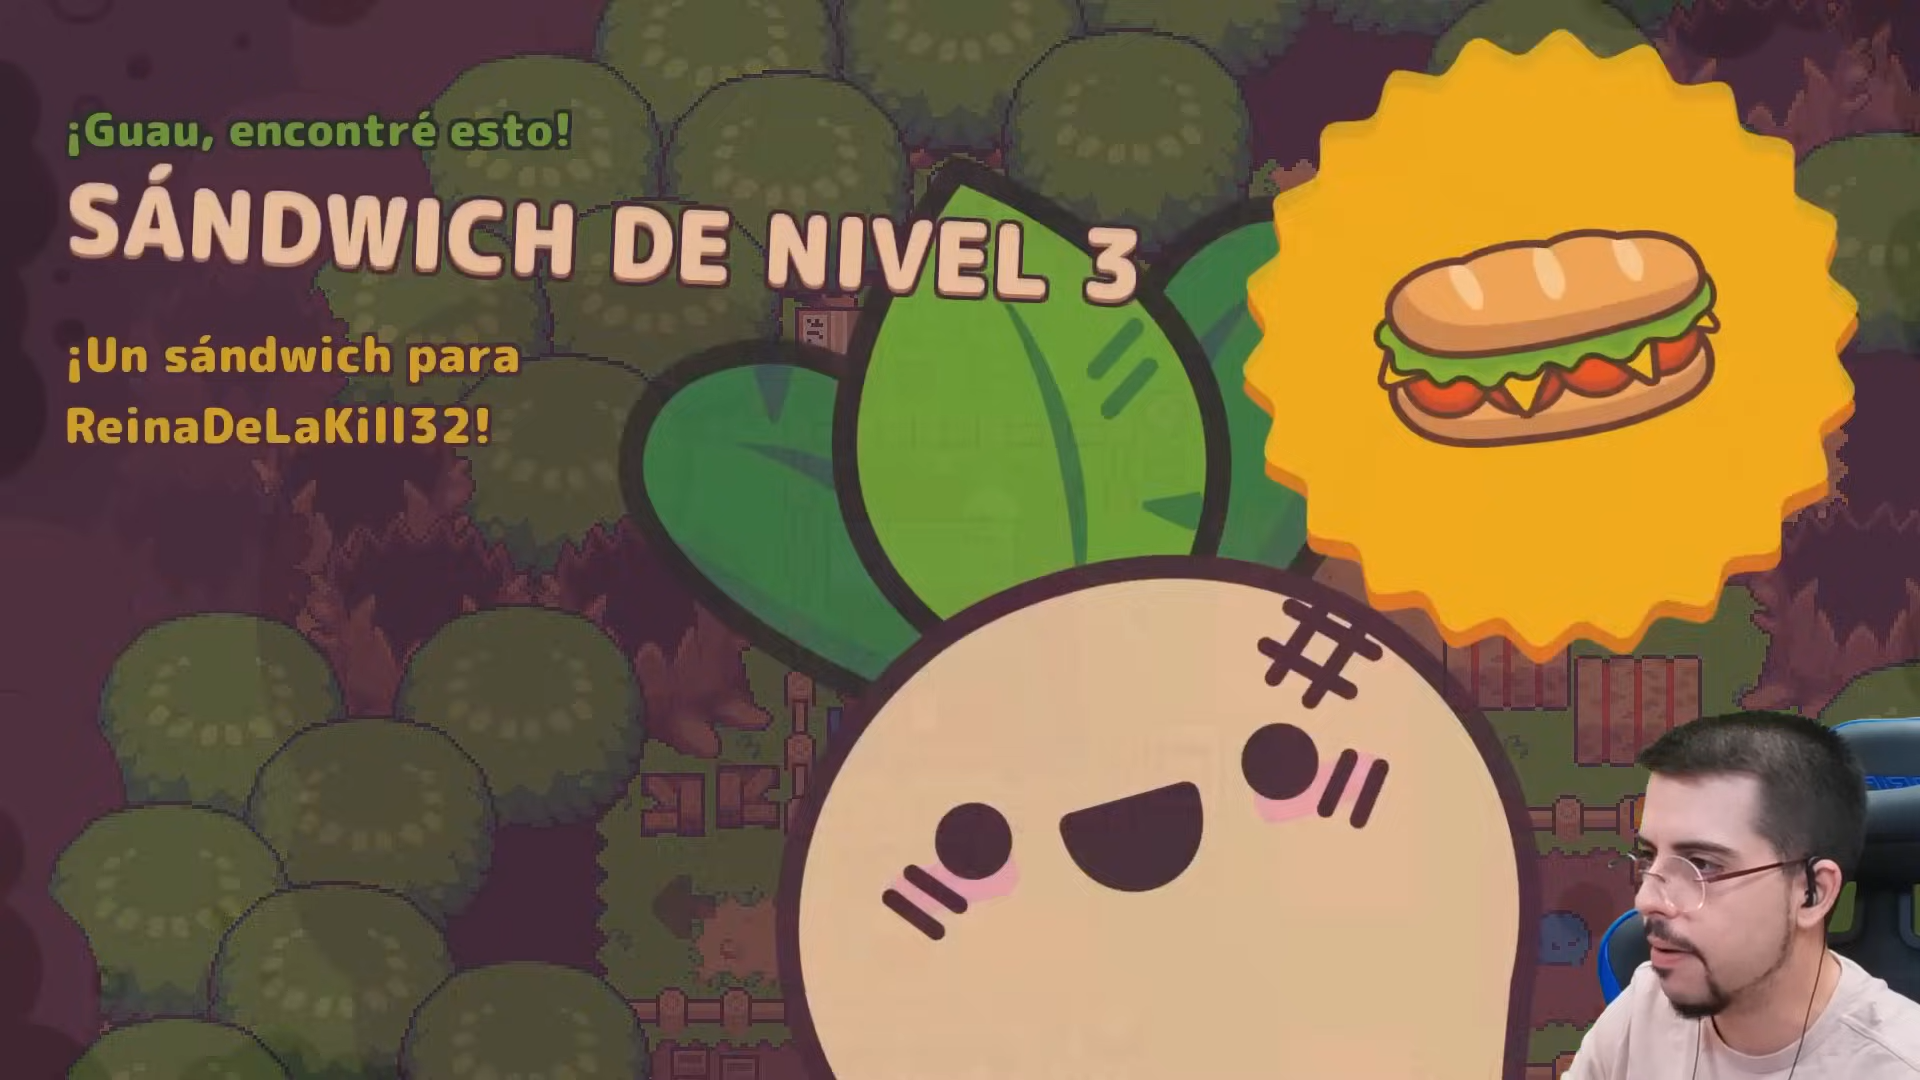 ¡Guau, encontré esto!
SÁNDWICH DE NIVEL 3
¡Un sándwich para
ReinaDeLaKill32!